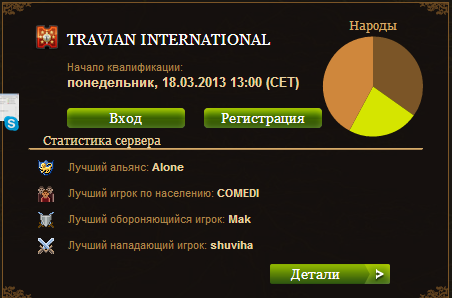 Народы
TRAVIAN INTERNATIONAL
Начало квалификации:
понедельник, 18.03.2013 13:00 (CET)
Вход
Регистрация
Статистика сервера
Лучший альянс: Alone
Лучший игрок по населению: COMEDI
Лучший обороняющийся игрок: Mak
Лучший нападающий игрок: shuviha
Детали >